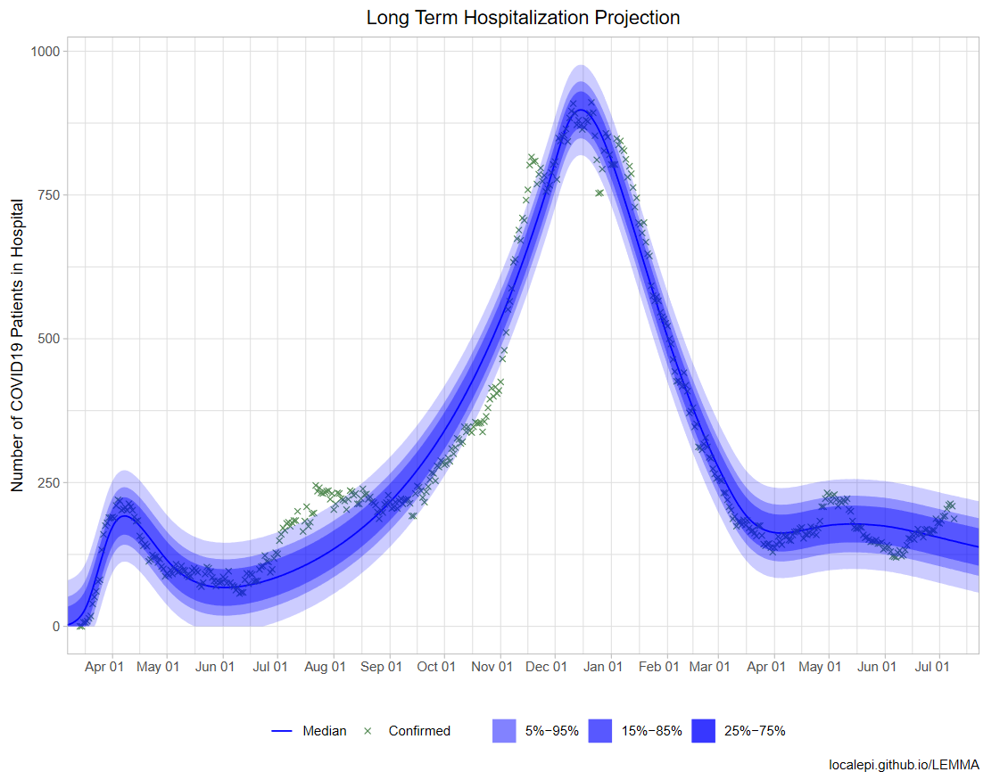 Long Term Hospitalization Projection
Number of COVID19 Patients in Hospital
1000
750
500
250
0
Apr 01 May 01 Jun 01 Jul 01 Aug 01 Sep 01 Oct 01 Nov 01 Dec 01 Jan 01 Feb 01 Mar 01 Apr 01 May 01 Jun 01 Jul 01
Median Confirmed 5%−95% 15%−85% 25%−75%
localepi.github.io/LEMMA